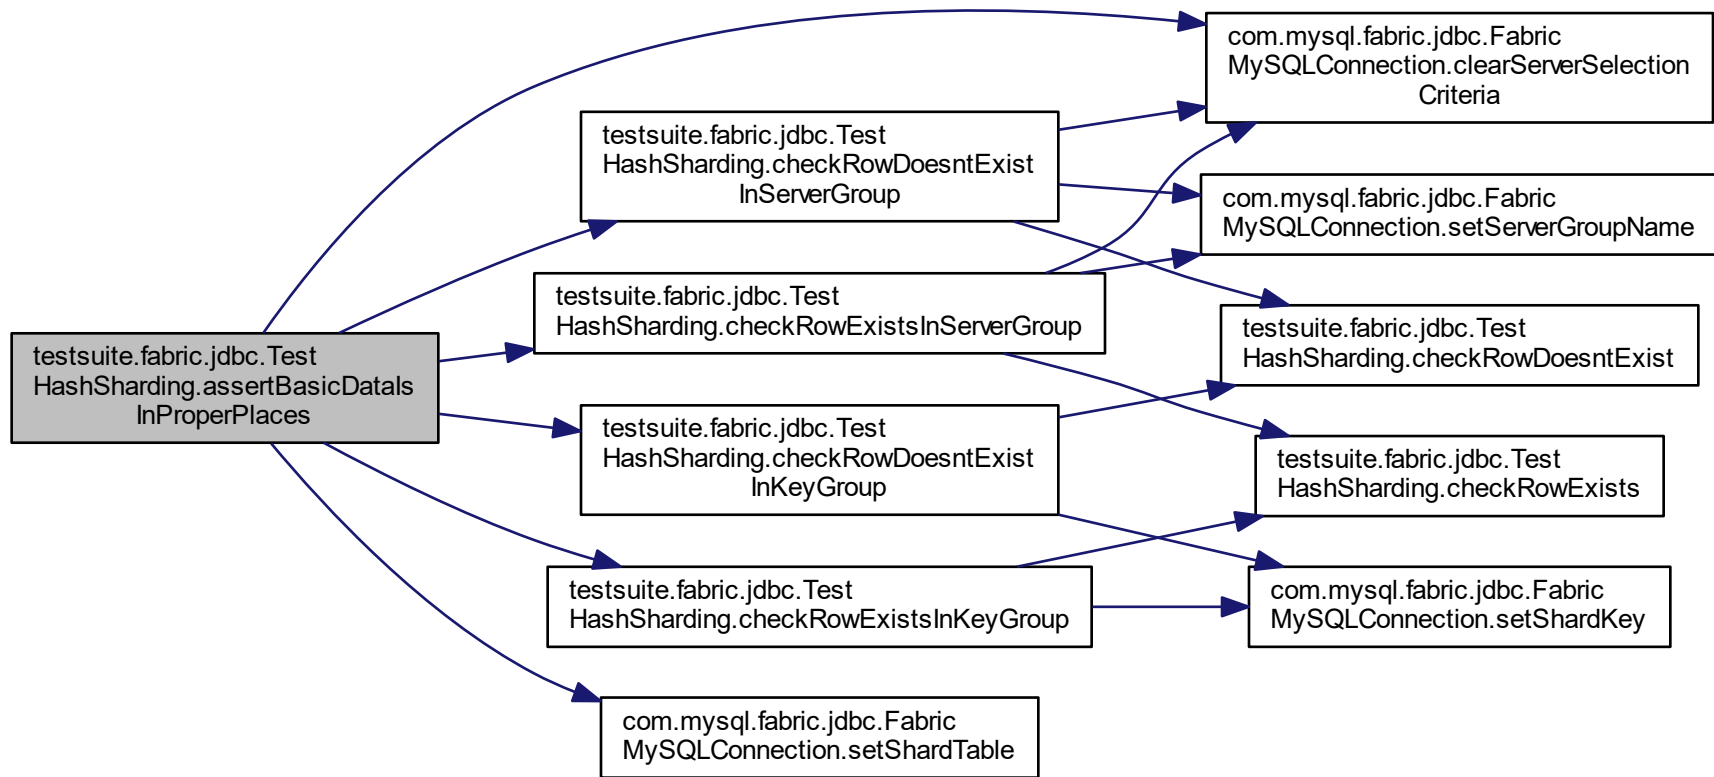 testsuite.fabric.jdbc.Test
HashSharding.assertBasicDataIs
InProperPlaces
com.mysql.fabric.jdbc.Fabric
MySQLConnection.clearServerSelection
Criteria
testsuite.fabric.jdbc.Test
HashSharding.checkRowDoesntExist
InServerGroup
com.mysql.fabric.jdbc.Fabric
MySQLConnection.setServerGroupName
testsuite.fabric.jdbc.Test
HashSharding.checkRowExistsInServerGroup
testsuite.fabric.jdbc.Test
HashSharding.checkRowDoesntExist
testsuite.fabric.jdbc.Test
HashSharding.checkRowDoesntExist
InKeyGroup
testsuite.fabric.jdbc.Test
HashSharding.checkRowExists
testsuite.fabric.jdbc.Test
HashSharding.checkRowExistsInKeyGroup
com.mysql.fabric.jdbc.Fabric
MySQLConnection.setShardKey
com.mysql.fabric.jdbc.Fabric
MySQLConnection.setShardTable